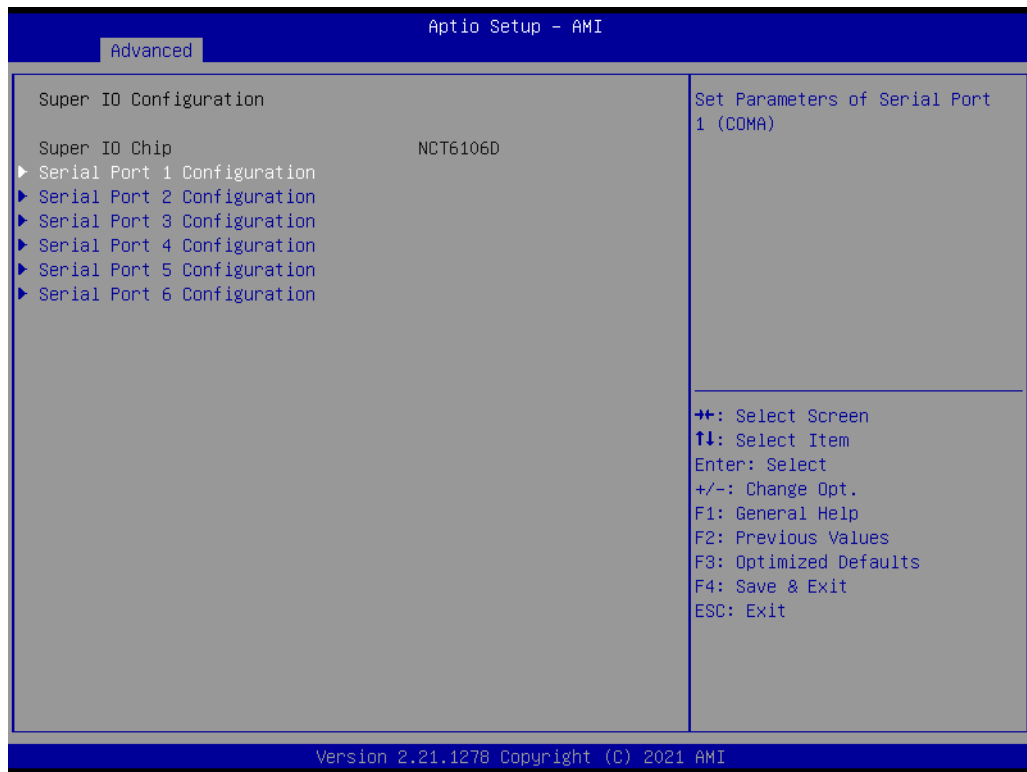 Aptio Setup – AMI
Advanced
Super IO Configuration
Super IO Chip NCT6106D
▶ Serial Port 1 Configuration
▶ Serial Port 2 Configuration
▶ Serial Port 3 Configuration
▶ Serial Port 4 Configuration
▶ Serial Port 5 Configuration
▶ Serial Port 6 Configuration
Set Parameters of Serial Port
1 (COMA)
→←: Select Screen
↑↓: Select Item
Enter: Select
+/-: Change Opt.
F1: General Help
F2: Previous Values
F3: Optimized Defaults
F4: Save & Exit
ESC: Exit
Version 2.21.1278 Copyright (C) 2021 AMI